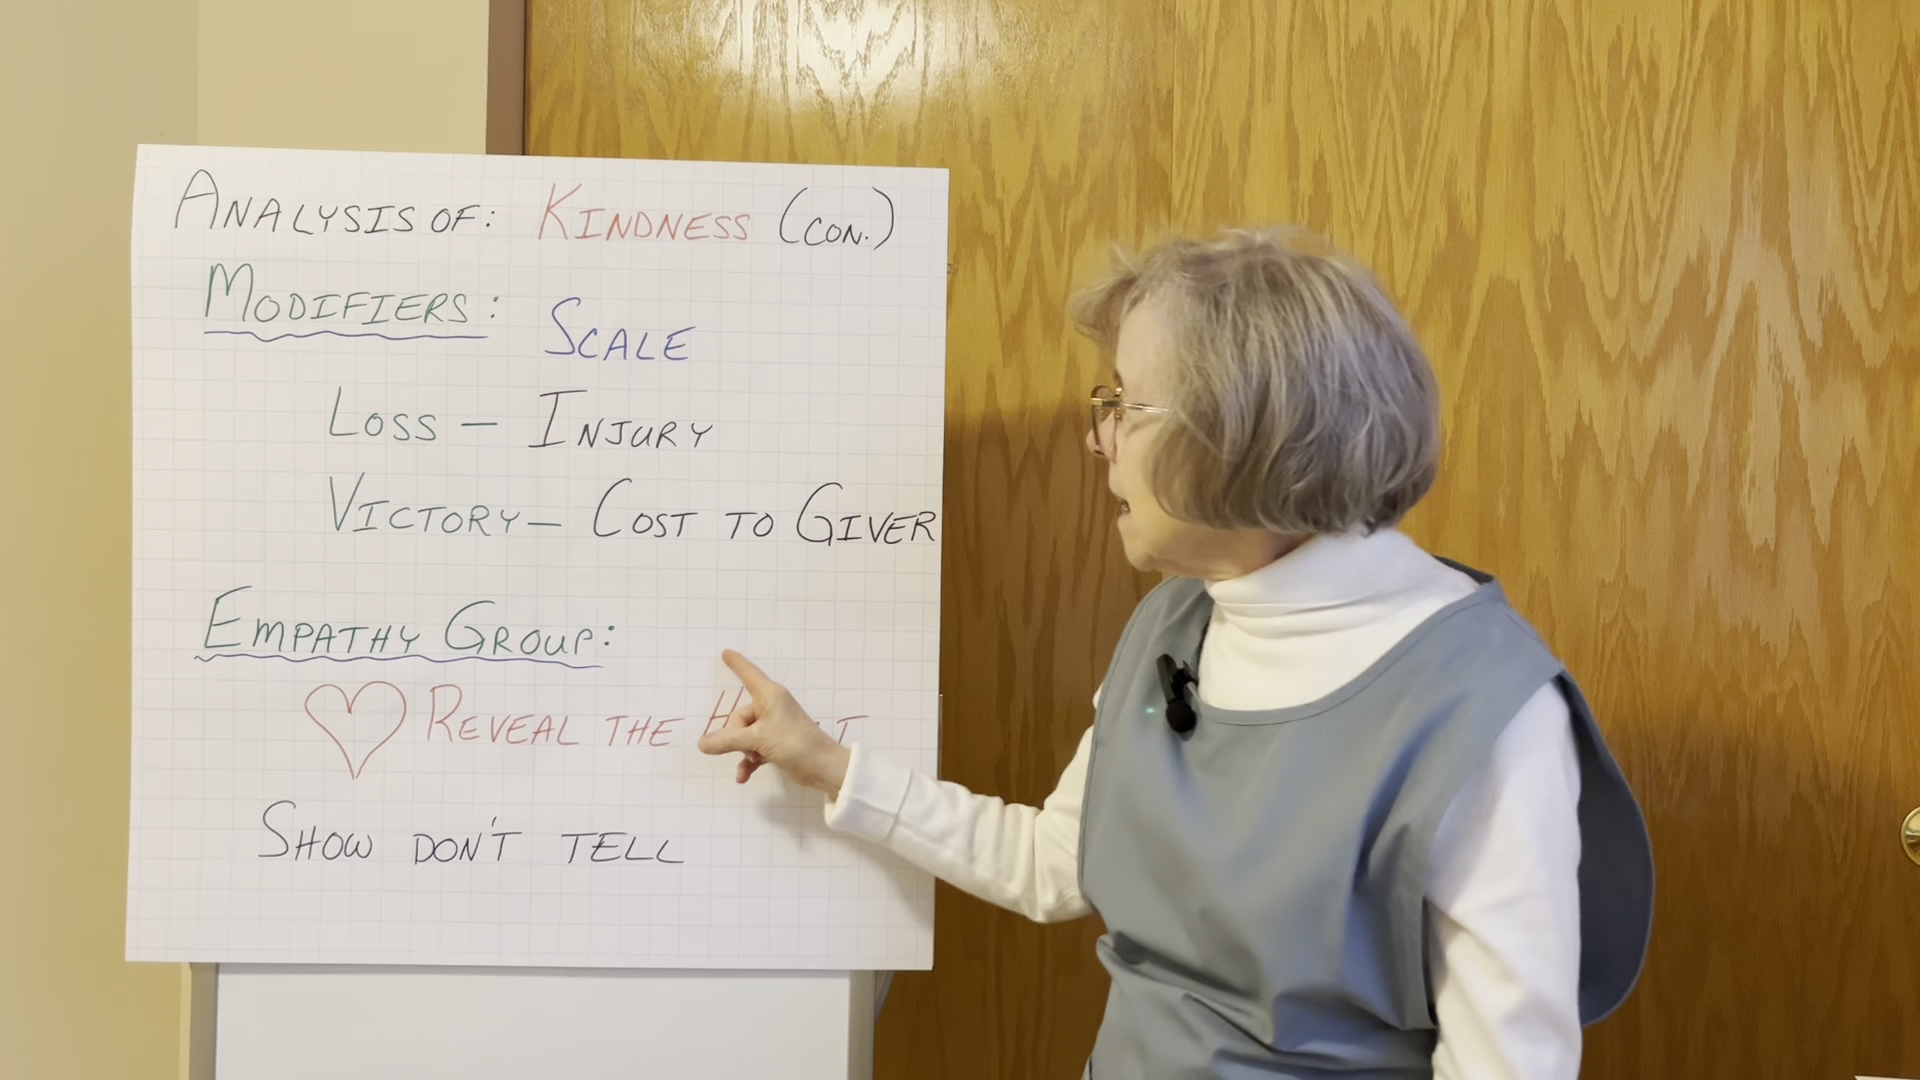 ANALYSIS OF: KINDNESS (CON.)
MODIFIERS: SCALE
LOSS — INJURY
VICTORY — COST TO GIVER
EMPATHY GROUP:
REVEAL THE
SHOW DON'T TELL